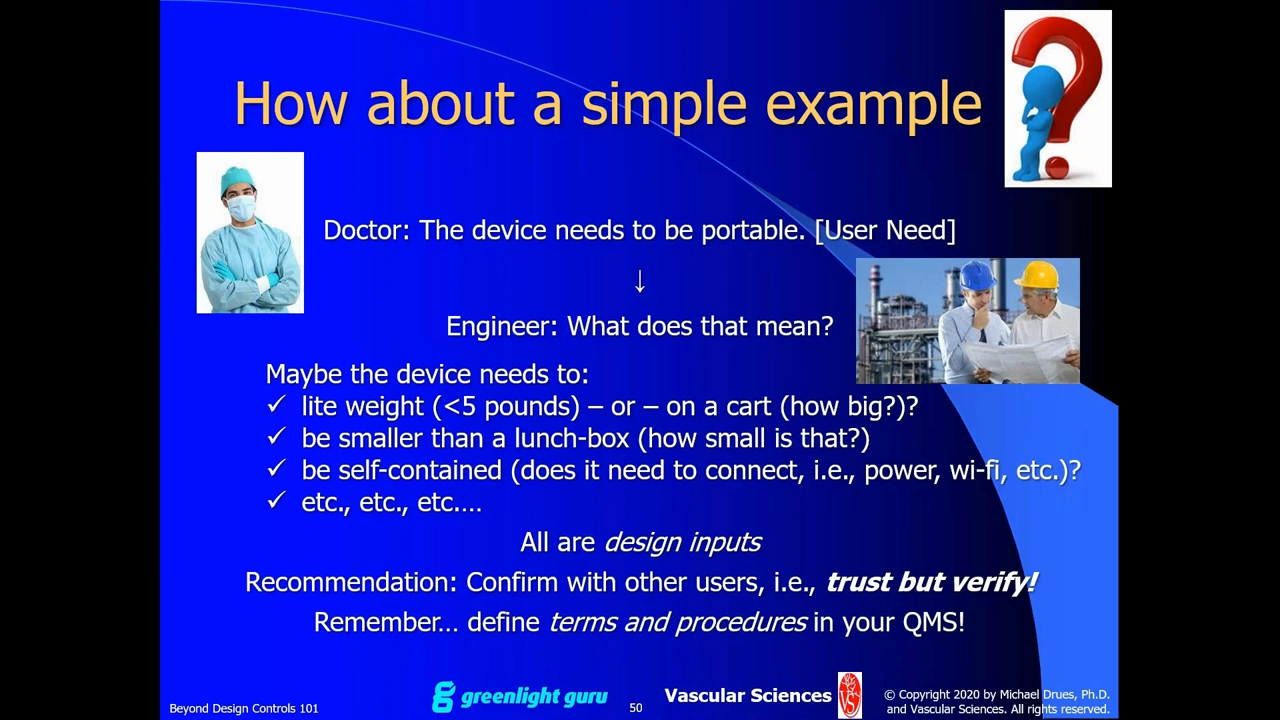 How about a simple example
Doctor: The device needs to be portable. [User Need]
↓
Engineer: What does that mean?
Maybe the device needs to:
✓ lite weight (<5 pounds) – or – on a cart (how big?)?
✓ be smaller than a lunch-box (how small is that?)
✓ be self-contained (does it need to connect, i.e., power, wi-fi, etc.)?
✓ etc., etc., etc.…
All are design inputs
Recommendation: Confirm with other users, i.e., trust but verify!
Remember… define terms and procedures in your QMS!
Beyond Design Controls 101
greenlight guru
50
Vascular Sciences
VS
© Copyright 2020 by Michael Drues, Ph.D.
and Vascular Sciences. All rights reserved.